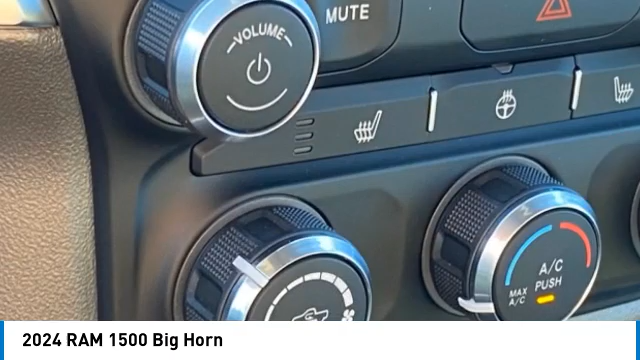 MUTE
VOLUME
A/C
PUSH
MAX
A/C
2024 RAM 1500 Big Horn